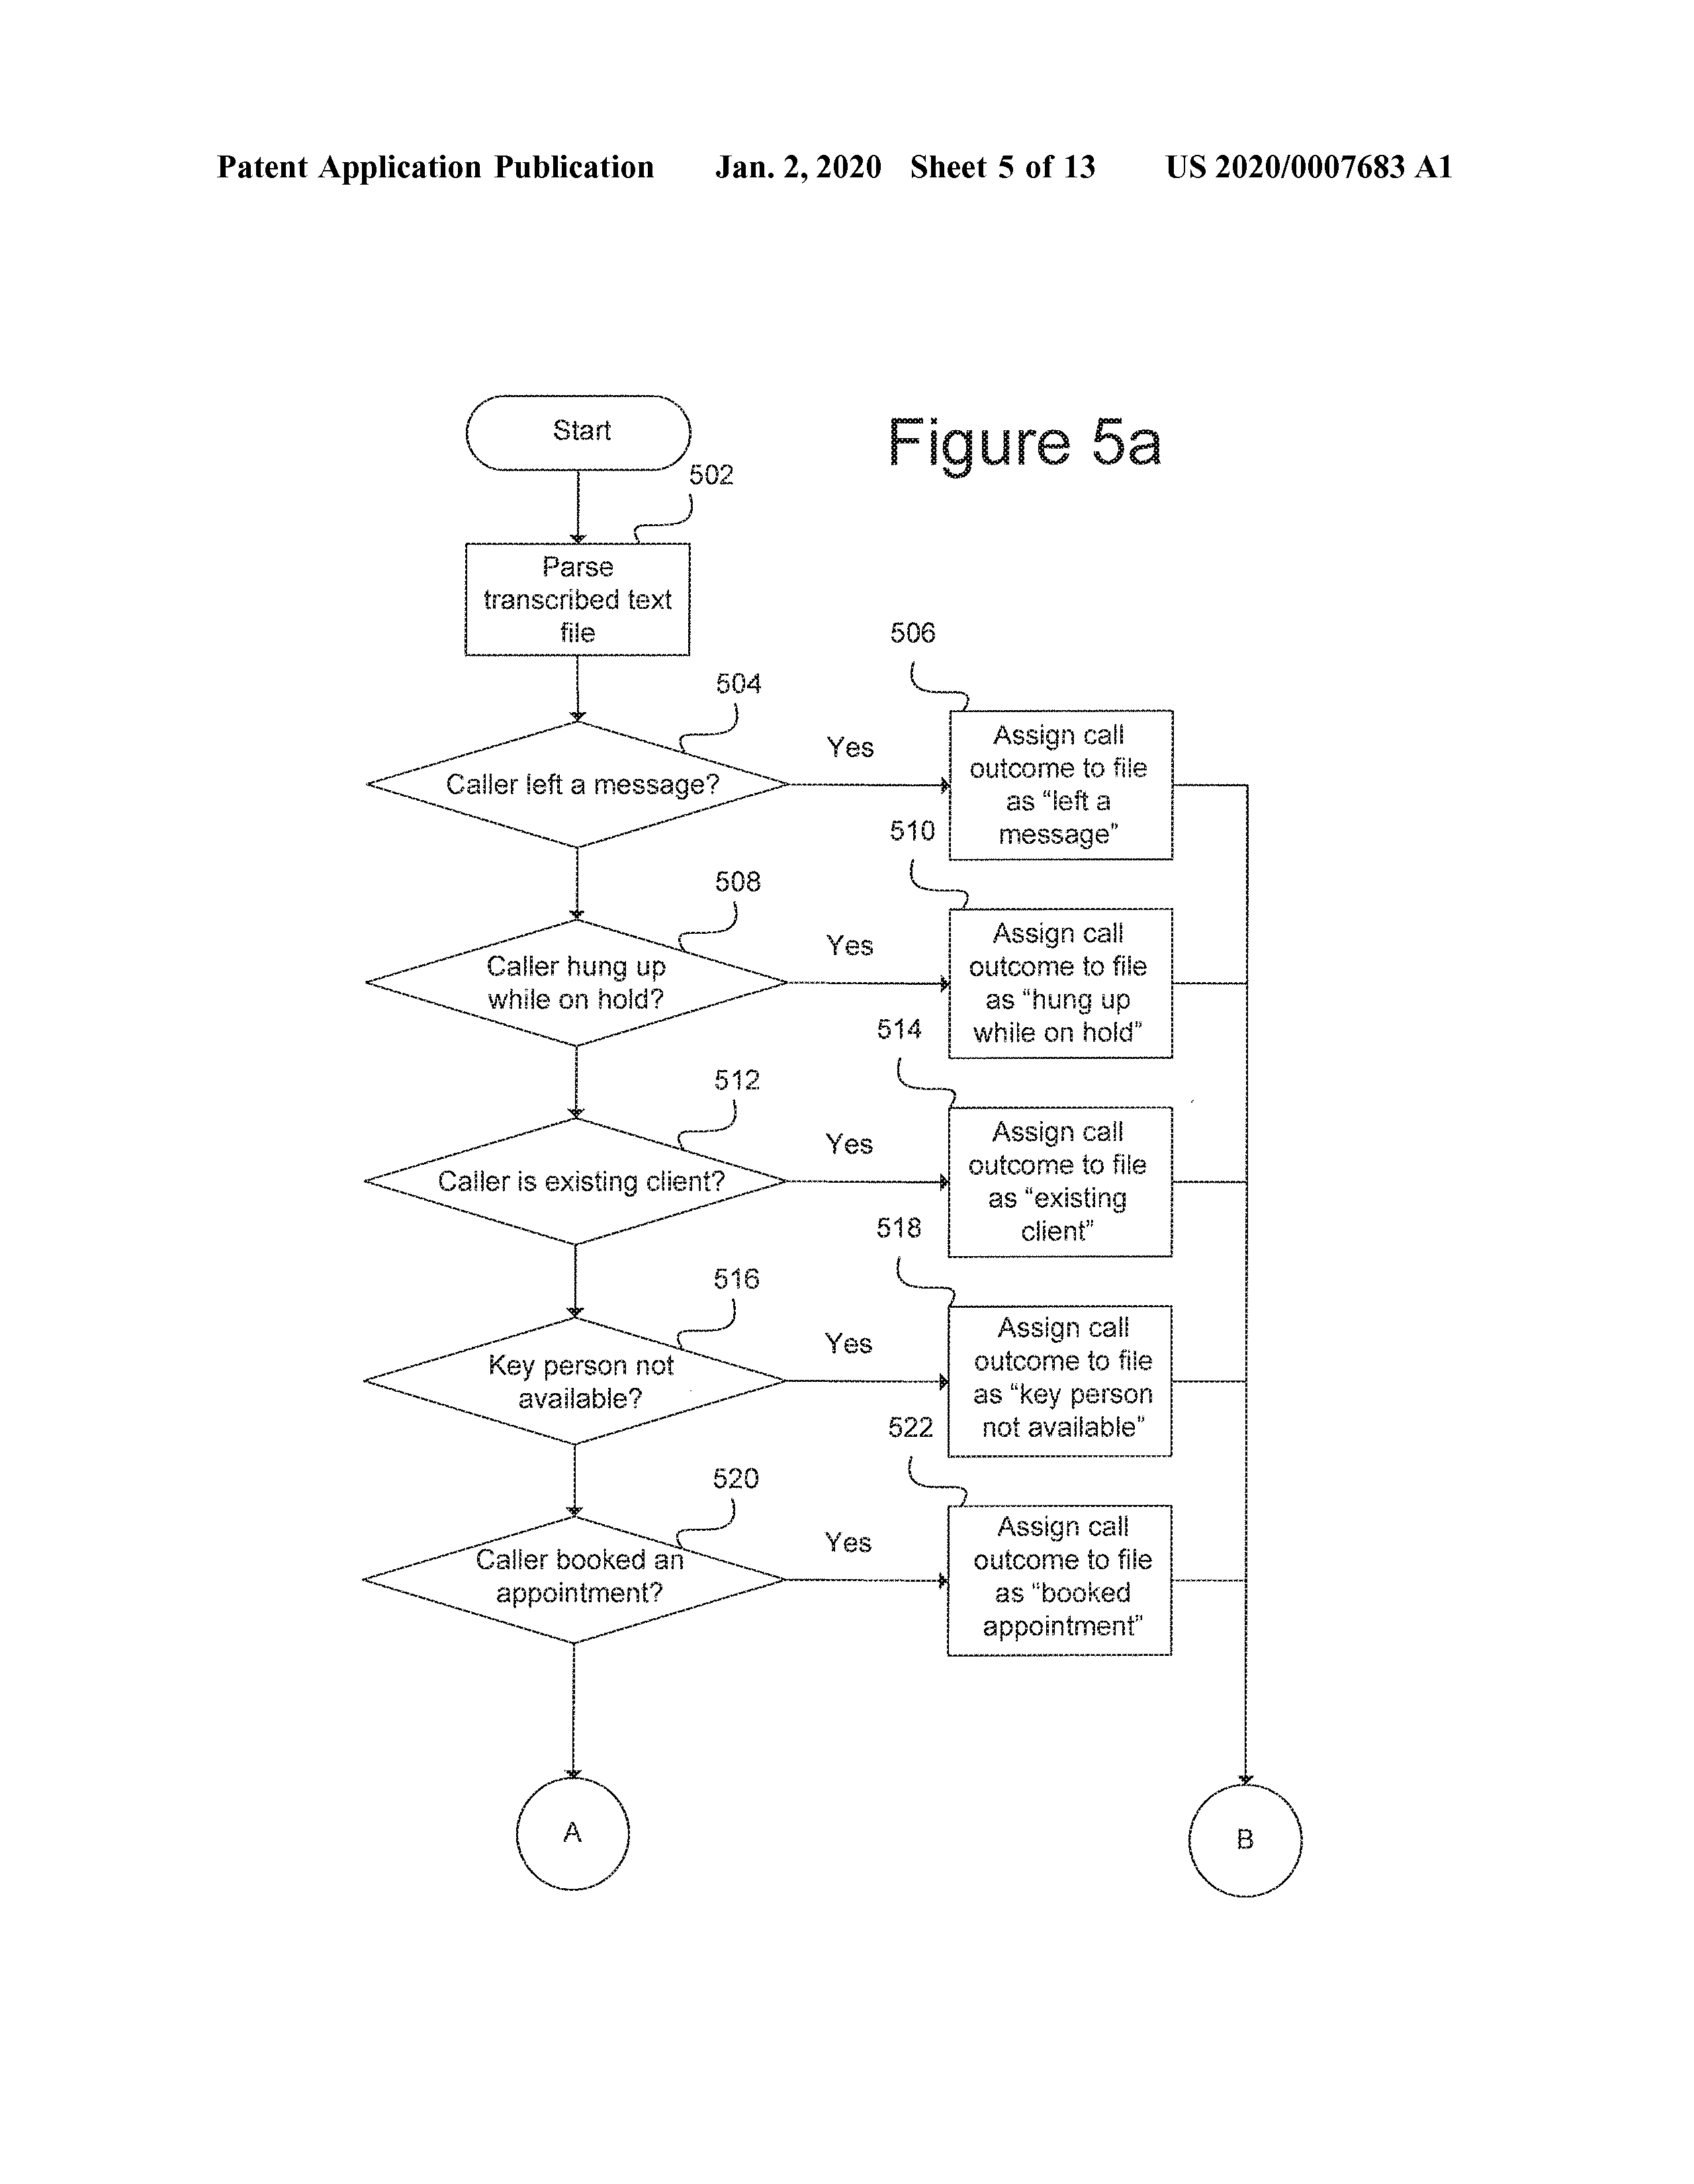 Patent Application Publication Jan. 2, 2020 Sheet 5 of 13 US 2020/0007683 A1
Figure 5a
Start
502
Parse
transcribed text
file
504
Caller left a message?
Yes
506
Assign call
outcome to file
as “left a
message”
508
Caller hung up
while on hold?
Yes
510
Assign call
outcome to file
as “hung up
while on hold”
512
Caller is existing client?
Yes
514
Assign call
outcome to file
as “existing
client”
516
Key person not
available?
Yes
518
Assign call
outcome to file
as “key person
not available”
520
Caller booked an
appointment?
Yes
522
Assign call
outcome to file
as “booked
appointment”
A
B